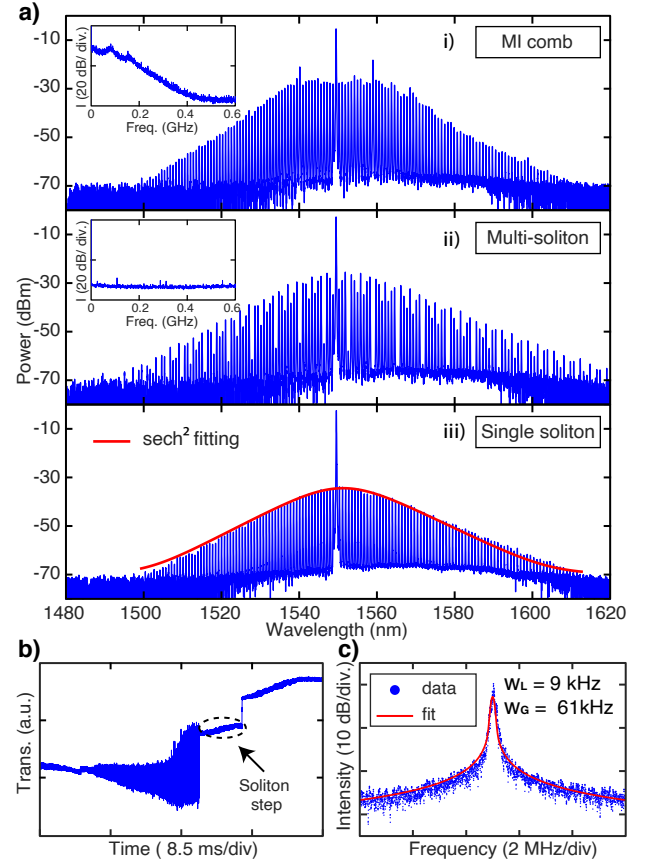 a)
i)
MI comb
-10
-30
-50
-70
I (20 dB/ div.)
0 0.2 0.4 0.6
Freq. (GHz)
ii)
Multi-soliton
-10
-30
-50
-70
I (20 dB/ div.)
0 0.2 0.4 0.6
Freq. (GHz)
Power (dBm)
iii)
Single soliton
sech² fitting
-10
-30
-50
-70
1480 1500 1520 1540 1560 1580 1600 1620
Wavelength (nm)
b)
Trans. (a.u.)
Soliton
step
Time ( 8.5 ms/div)
c)
Intensity (10 dB/div.)
data
fit
W_L = 9 kHz
W_G = 61kHz
Frequency (2 MHz/div)